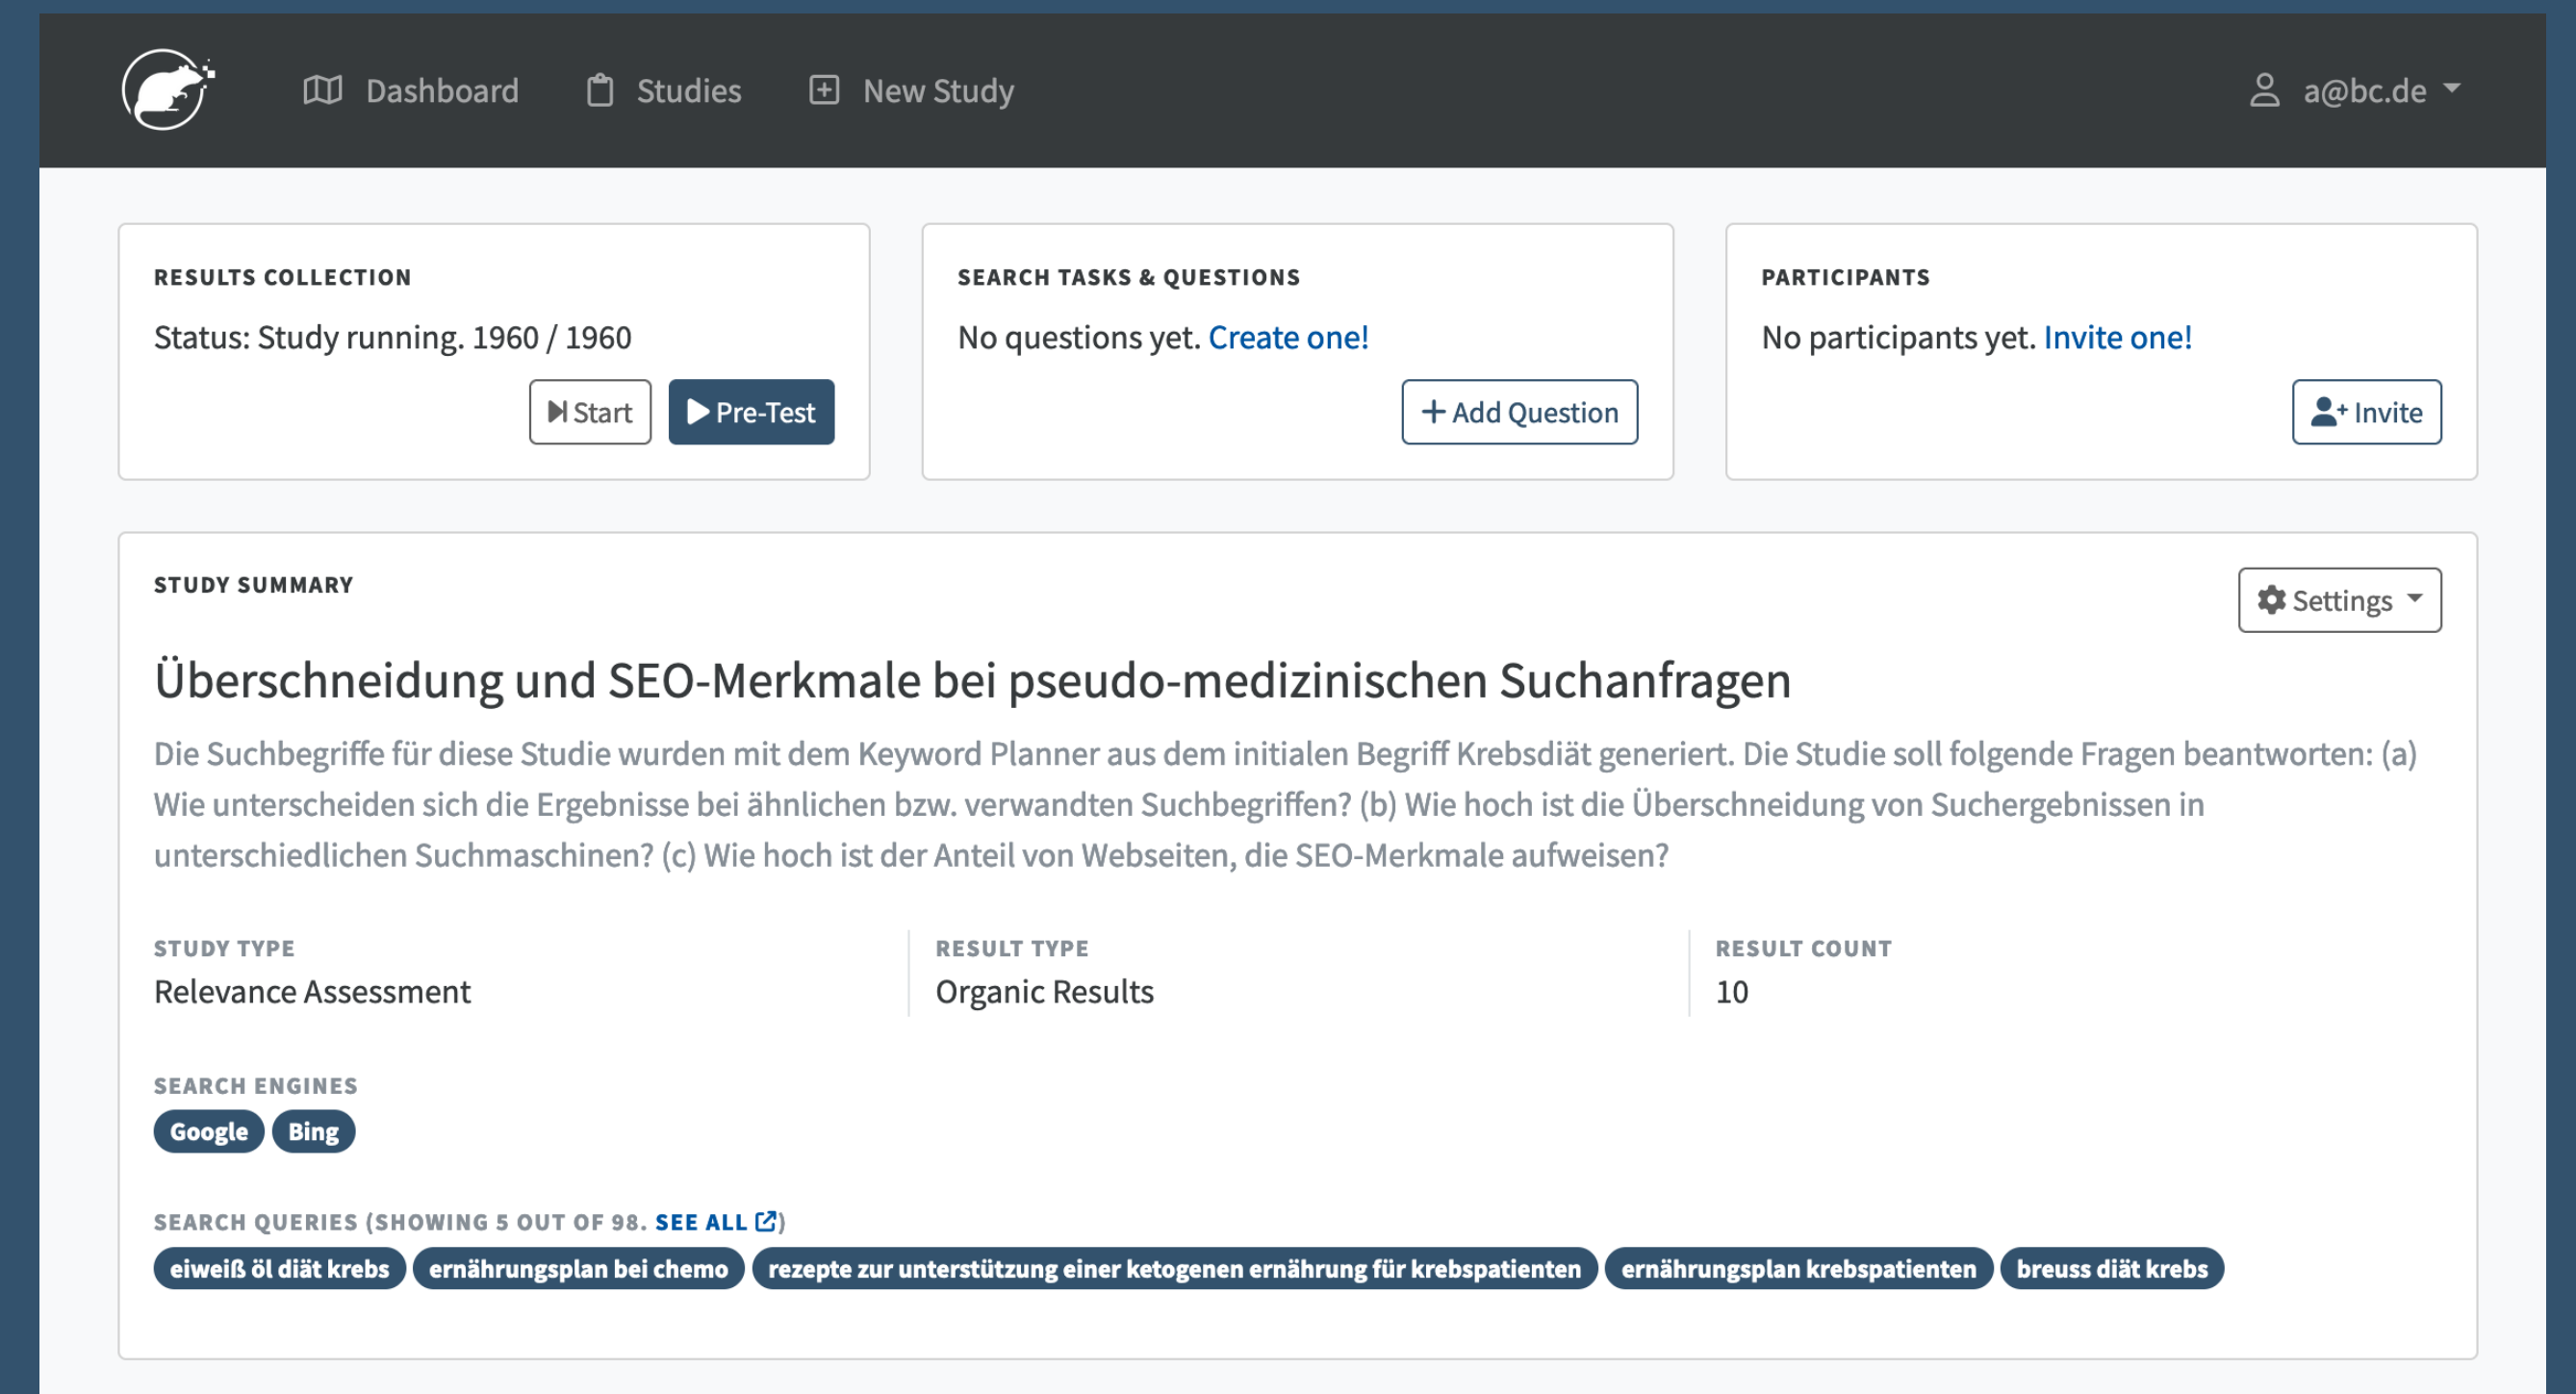 Dashboard Studies New Study a@bc.de
RESULTS COLLECTION
Status: Study running. 1960 / 1960
Start Pre-Test
SEARCH TASKS & QUESTIONS
No questions yet. Create one!
+ Add Question
PARTICIPANTS
No participants yet. Invite one!
Invite
STUDY SUMMARY
Settings
Überschneidung und SEO-Merkmale bei pseudo-medizinischen Suchanfragen
Die Suchbegriffe für diese Studie wurden mit dem Keyword Planner aus dem initialen Begriff Krebsdiät generiert. Die Studie soll folgende Fragen beantworten: (a)
Wie unterscheiden sich die Ergebnisse bei ähnlichen bzw. verwandten Suchbegriffen? (b) Wie hoch ist die Überschneidung von Suchergebnissen in
unterschiedlichen Suchmaschinen? (c) Wie hoch ist der Anteil von Webseiten, die SEO-Merkmale aufweisen?
STUDY TYPE
Relevance Assessment
RESULT TYPE
Organic Results
RESULT COUNT
10
SEARCH ENGINES
Google Bing
SEARCH QUERIES (SHOWING 5 OUT OF 98. SEE ALL )
eiweiß öl diät krebs ernährungsplan bei chemo rezepte zur unterstützung einer ketogenen ernährung für krebspatienten ernährungsplan krebspatienten breuss diät krebs